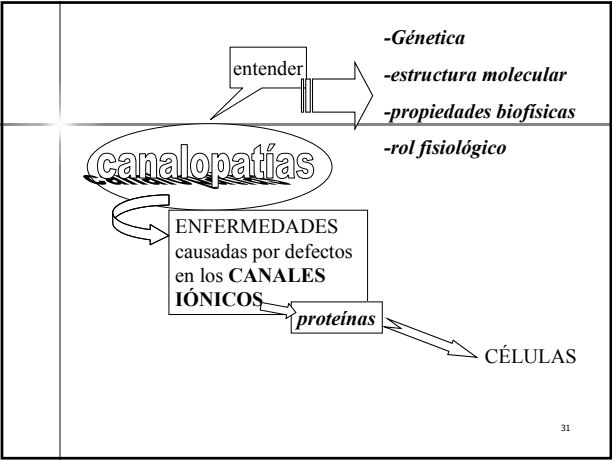 entender
-Génetica
-estructura molecular
-propiedades biofísicas
-rol fisiológico
canalopatías
ENFERMEDADES
causadas por defectos
en los CANALES
IÓNICOS
proteínas
CÉLULAS
31